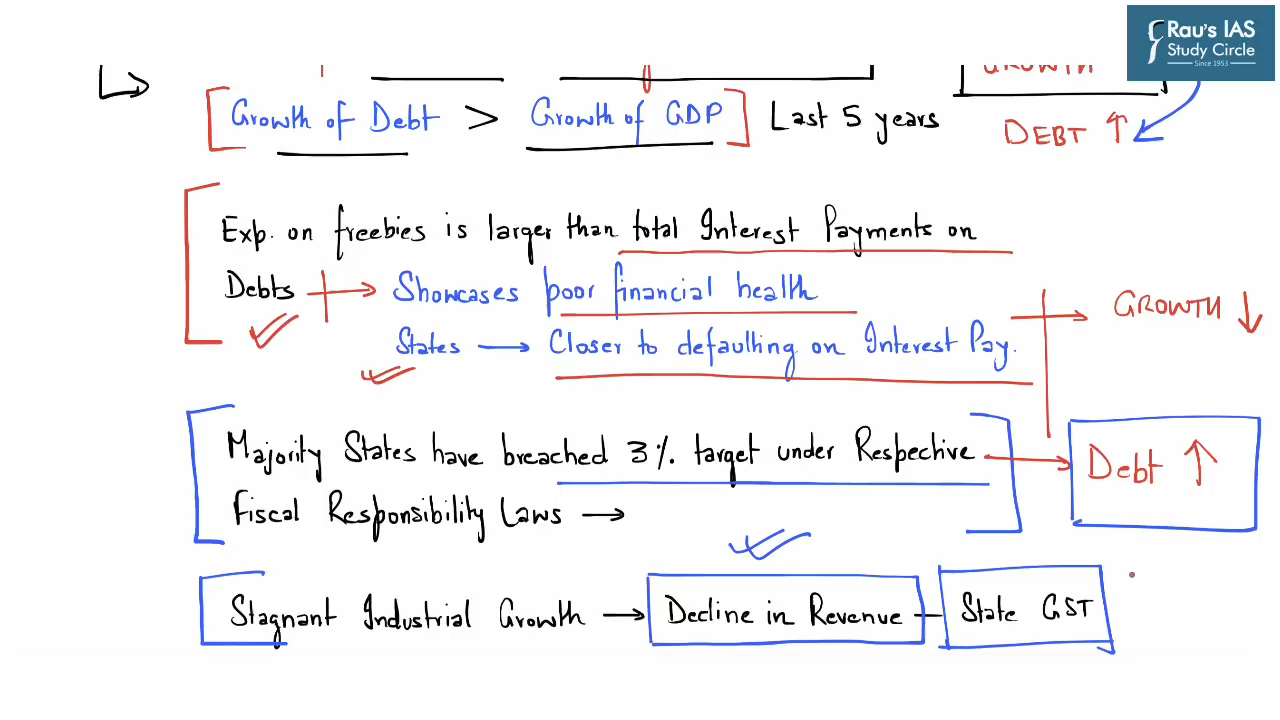 Rau's IAS
Study Circle
Since 1953
GROWTH
Growth of Debt > Growth of GDP Last 5 years
DEBT ↑
Exp. on freebies is larger than total Interest Payments on
Debts → Showcases poor financial health
GROWTH ↓
States → Closer to defaulting on Interest Pay.
Majority States have breached 3% target under Respective
Debt ↑
Fiscal Responsibility Laws →
Stagnant Industrial Growth → Decline in Revenue - State GST